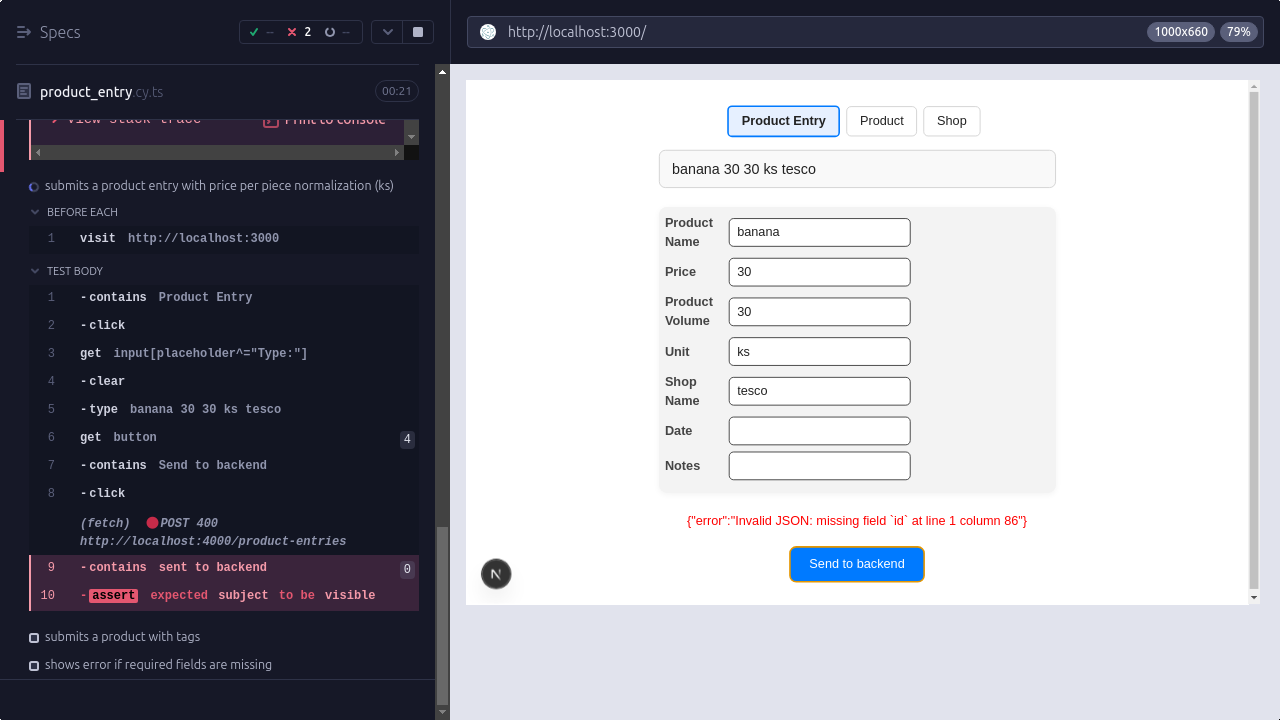 Specs
-- 2 --
product_entry.cy.ts 00:21
View stack trace Print to console
submits a product entry with price per piece normalization (ks)
BEFORE EACH
1 visit http://localhost:3000
TEST BODY
1 -contains Product Entry
2 -click
3 get input[placeholder^="Type:"]
4 -clear
5 -type banana 30 30 ks tesco
6 get button 4
7 -contains Send to backend
8 -click
(fetch) POST 400
http://localhost:4000/product-entries
9 -contains sent to backend 0
10 -assert expected subject to be visible
submits a product with tags
shows error if required fields are missing
http://localhost:3000/ 1000x660 79%
Product Entry Product Shop
banana 30 30 ks tesco
Product Name banana
Price 30
Product Volume 30
Unit ks
Shop Name tesco
Date
Notes
{"error":"Invalid JSON: missing field `id` at line 1 column 86"}
N
Send to backend